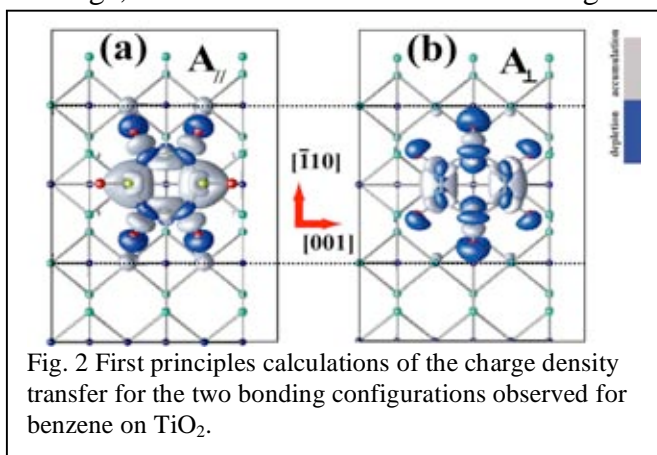 (a) A// (b) A⊥
accumulation
depletion
[1̄10]
[001]
Fig. 2 First principles calculations of the charge density
transfer for the two bonding configurations observed for
benzene on TiO₂.